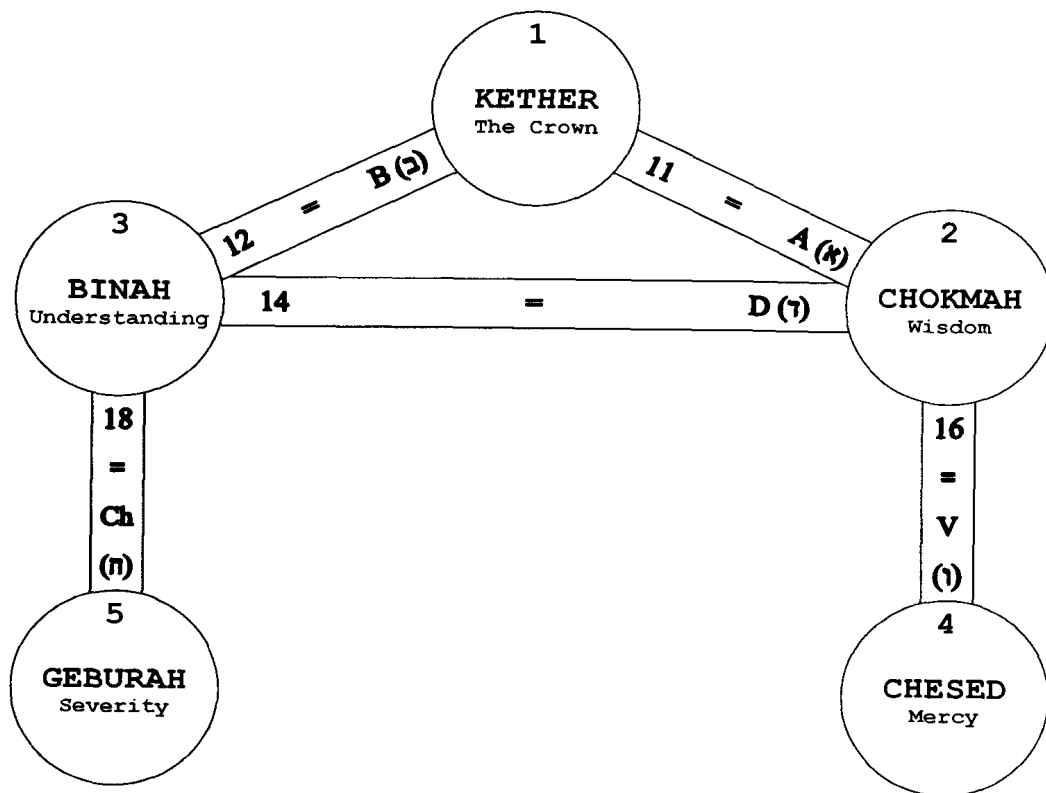 1
KETHER
The Crown
B (ב)
=
12
11
=
A (א)
3
BINAH
Understanding
2
CHOKMAH
Wisdom
14 = D (ד)
18
=
Ch
(ח)
16
=
V
(ו)
5
GEBURAH
Severity
4
CHESED
Mercy